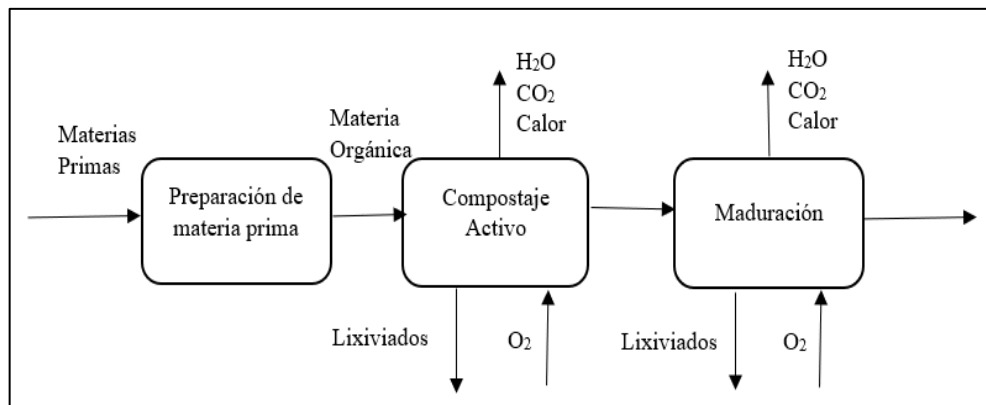 Materias
Primas
Preparación de
materia prima
Materia
Orgánica
H₂O
CO₂
Calor
Compostaje
Activo
Lixiviados
O₂
H₂O
CO₂
Calor
Maduración
Lixiviados
O₂